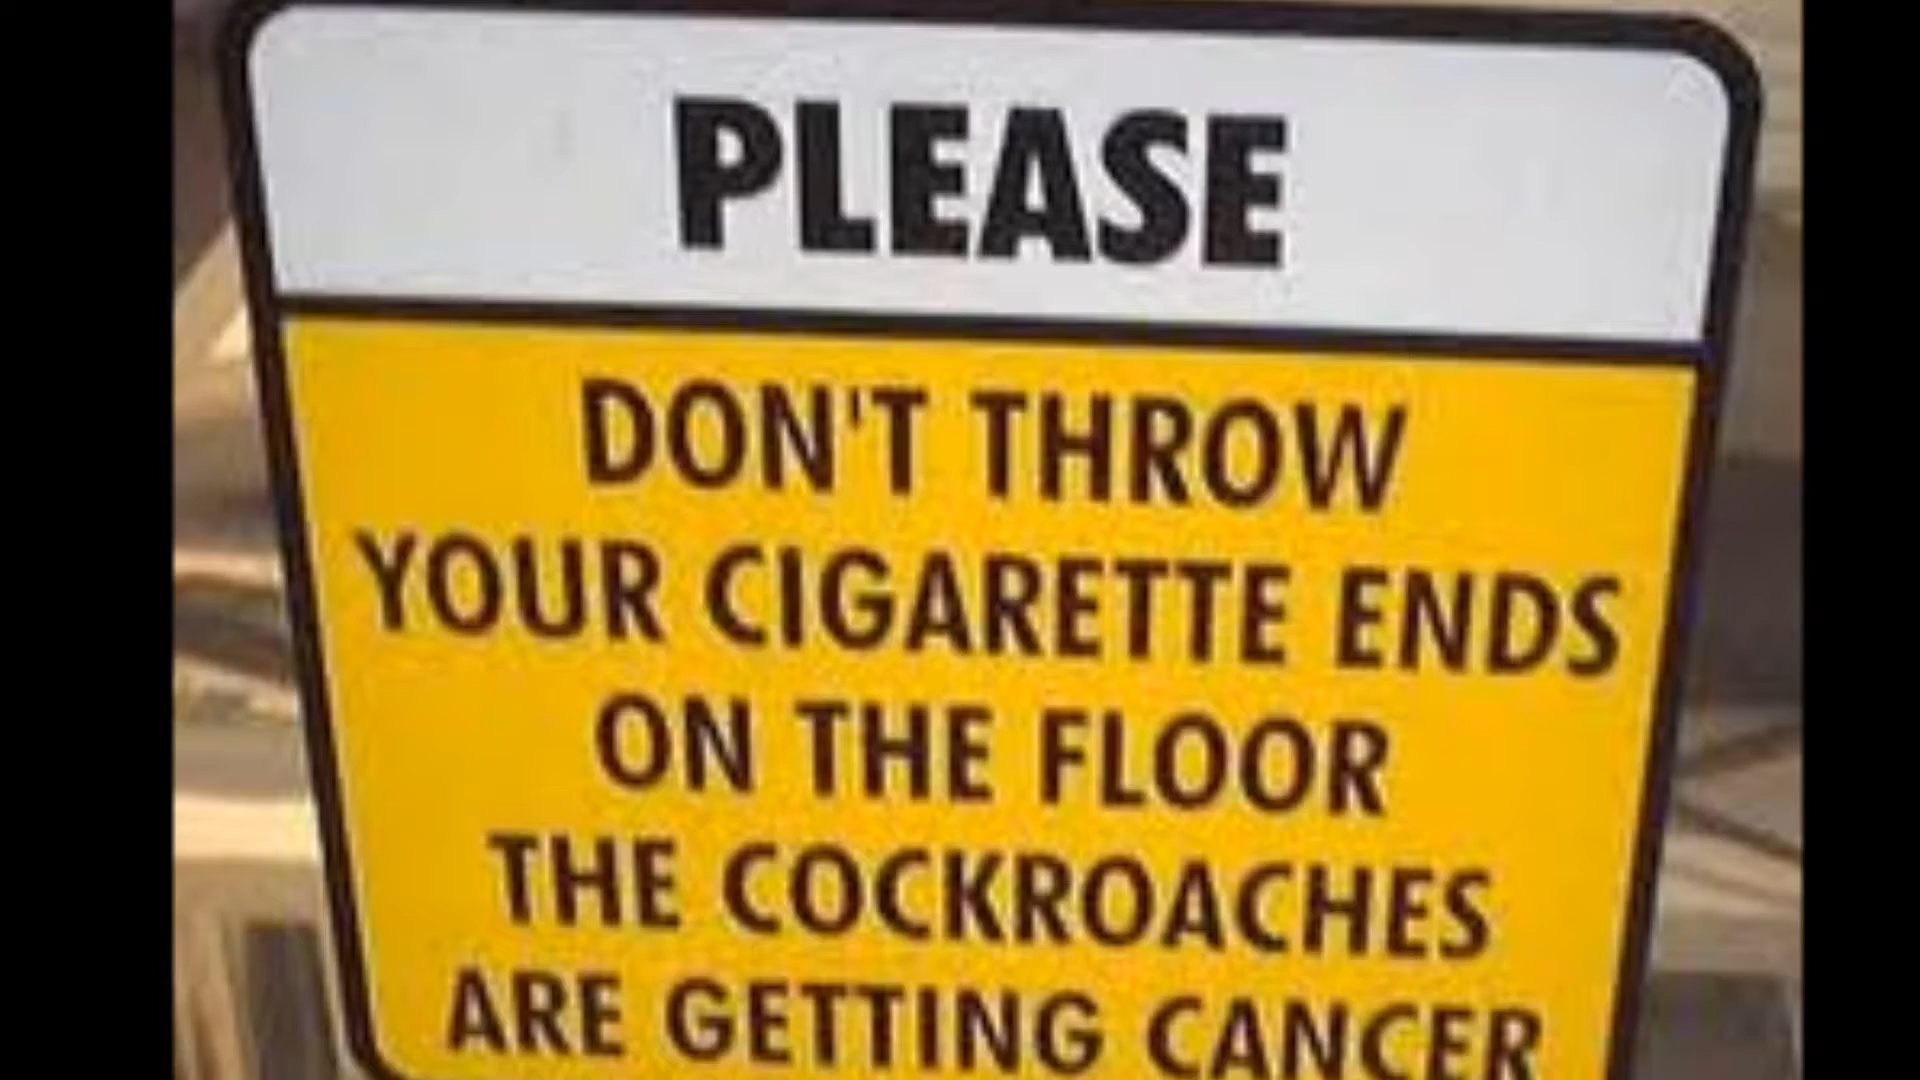 PLEASE
DON'T THROW
YOUR CIGARETTE ENDS
ON THE FLOOR
THE COCKROACHES
ARE GETTING CANCER